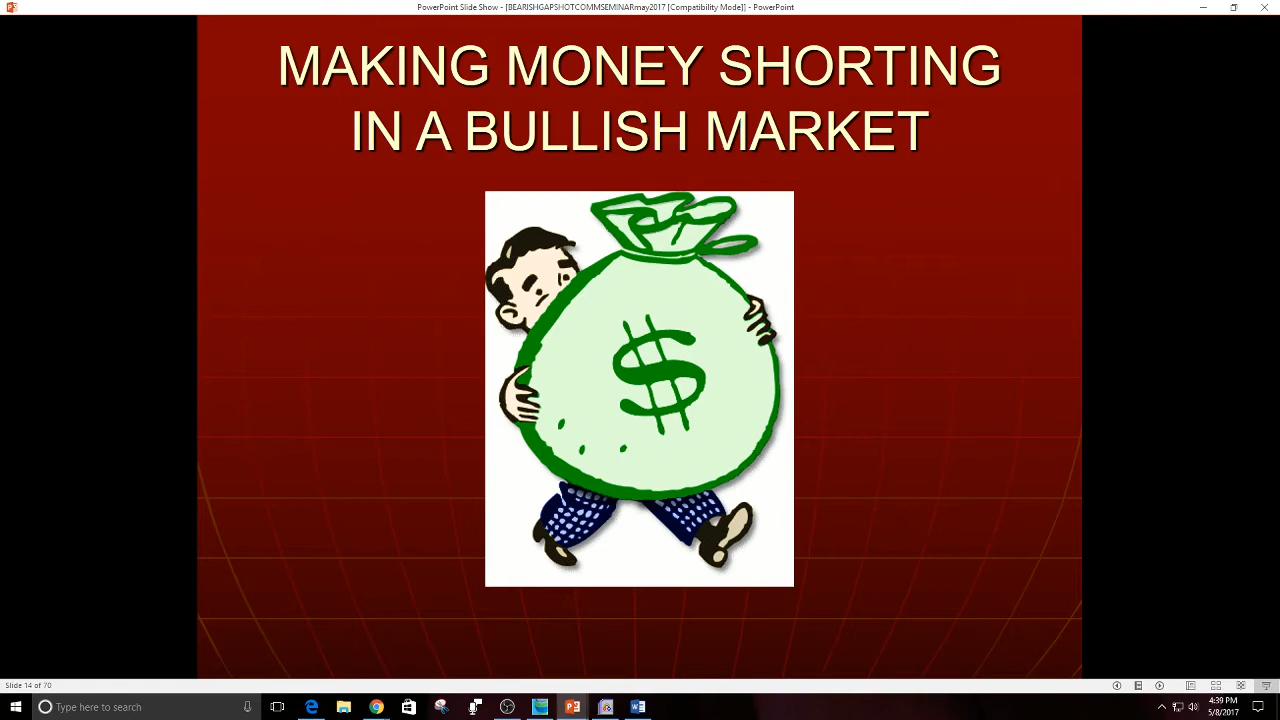 PowerPoint Slide Show - [BEARISHGAPSHOTCOMMSEMINARmay2017 [Compatibility Mode]] - PowerPoint
MAKING MONEY SHORTING
IN A BULLISH MARKET
$
Slide 14 of 70
Type here to search
4:39 PM
5/8/2017